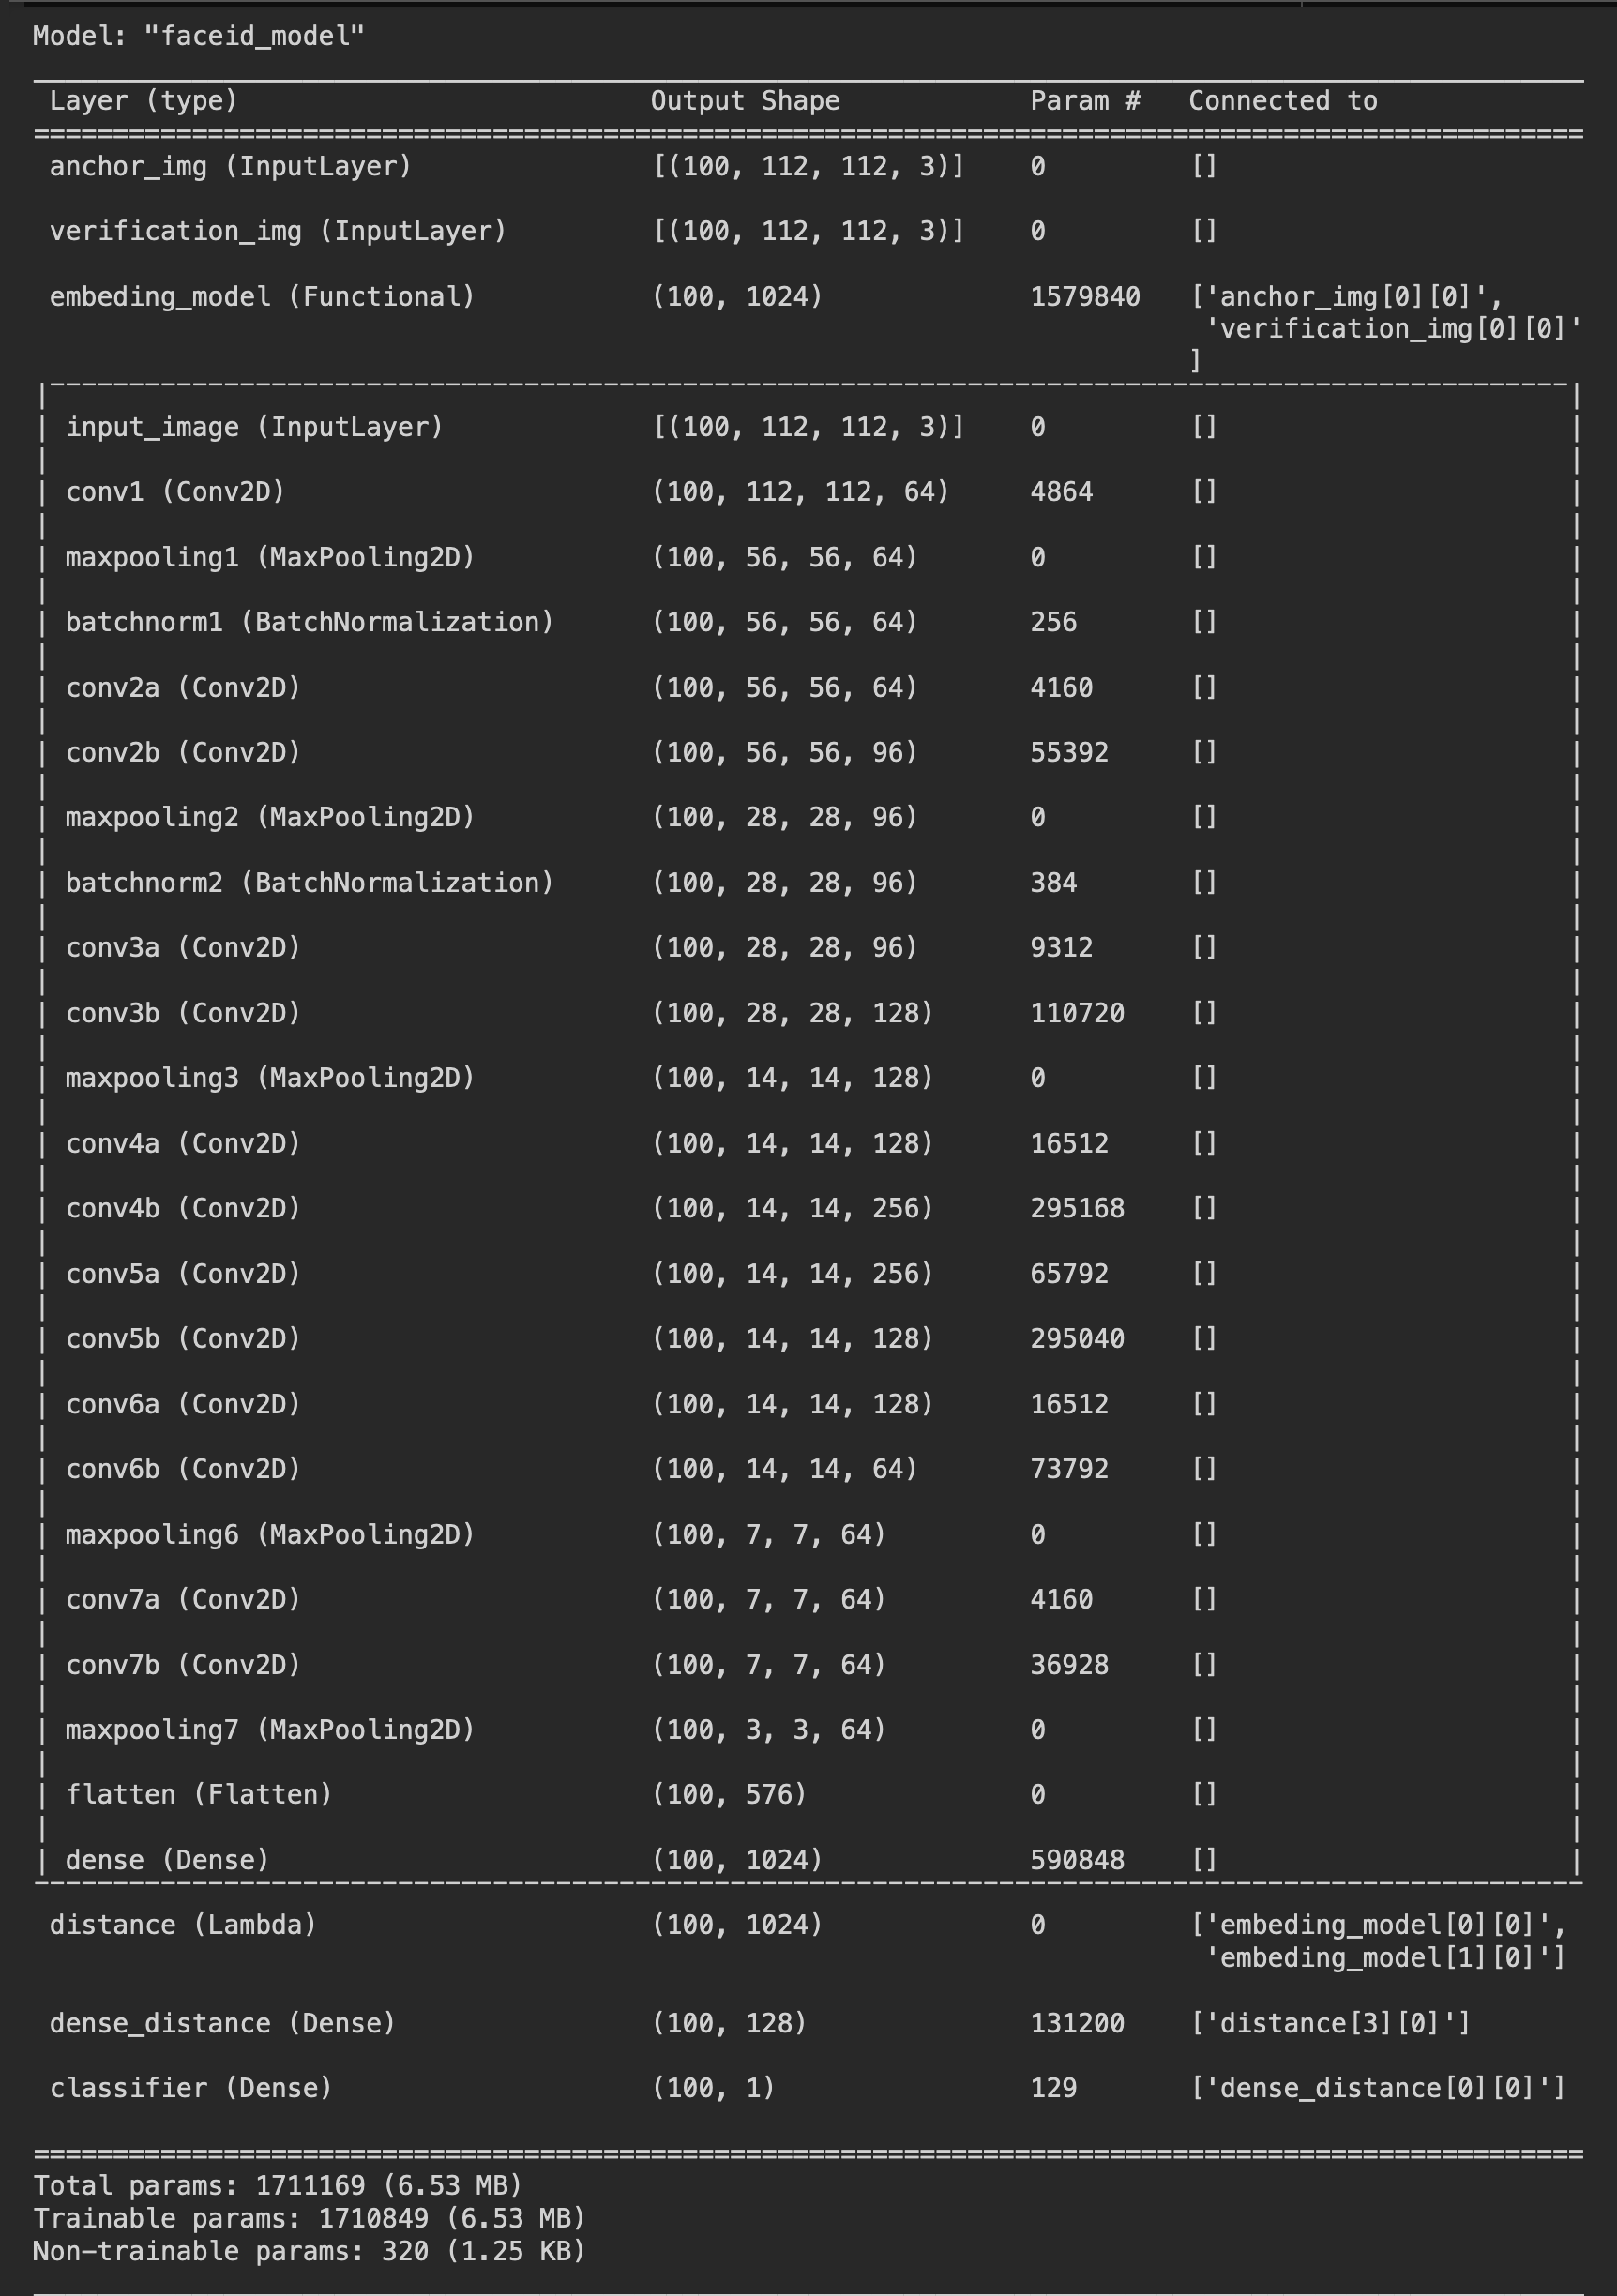 Model: "faceid_model"
Layer (type) Output Shape Param # Connected to
anchor_img (InputLayer) [(100, 112, 112, 3)] 0 []
verification_img (InputLayer) [(100, 112, 112, 3)] 0 []
embeding_model (Functional) (100, 1024) 1579840 ['anchor_img[0][0]',
'verification_img[0][0]'
]
input_image (InputLayer) [(100, 112, 112, 3)] 0 []
conv1 (Conv2D) (100, 112, 112, 64) 4864 []
maxpooling1 (MaxPooling2D) (100, 56, 56, 64) 0 []
batchnorm1 (BatchNormalization) (100, 56, 56, 64) 256 []
conv2a (Conv2D) (100, 56, 56, 64) 4160 []
conv2b (Conv2D) (100, 56, 56, 96) 55392 []
maxpooling2 (MaxPooling2D) (100, 28, 28, 96) 0 []
batchnorm2 (BatchNormalization) (100, 28, 28, 96) 384 []
conv3a (Conv2D) (100, 28, 28, 96) 9312 []
conv3b (Conv2D) (100, 28, 28, 128) 110720 []
maxpooling3 (MaxPooling2D) (100, 14, 14, 128) 0 []
conv4a (Conv2D) (100, 14, 14, 128) 16512 []
conv4b (Conv2D) (100, 14, 14, 256) 295168 []
conv5a (Conv2D) (100, 14, 14, 256) 65792 []
conv5b (Conv2D) (100, 14, 14, 128) 295040 []
conv6a (Conv2D) (100, 14, 14, 128) 16512 []
conv6b (Conv2D) (100, 14, 14, 64) 73792 []
maxpooling6 (MaxPooling2D) (100, 7, 7, 64) 0 []
conv7a (Conv2D) (100, 7, 7, 64) 4160 []
conv7b (Conv2D) (100, 7, 7, 64) 36928 []
maxpooling7 (MaxPooling2D) (100, 3, 3, 64) 0 []
flatten (Flatten) (100, 576) 0 []
dense (Dense) (100, 1024) 590848 []
distance (Lambda) (100, 1024) 0 ['embeding_model[0][0]',
'embeding_model[1][0]']
dense_distance (Dense) (100, 128) 131200 ['distance[3][0]']
classifier (Dense) (100, 1) 129 ['dense_distance[0][0]']
Total params: 1711169 (6.53 MB)
Trainable params: 1710849 (6.53 MB)
Non-trainable params: 320 (1.25 KB)